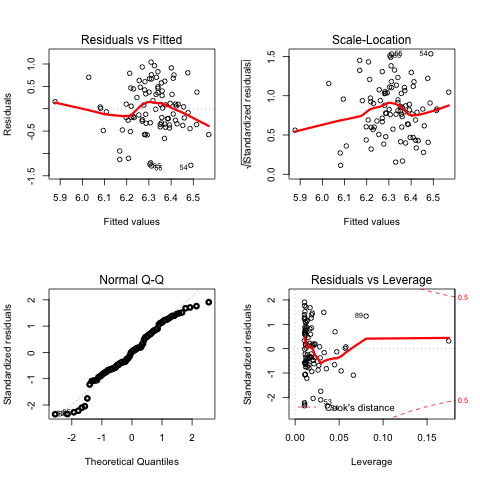 Residuals vs Fitted
Residuals
-1.5
-0.5
0.5
1.0
54
5.9 6.0 6.1 6.2 6.3 6.4 6.5
Fitted values
Scale-Location
√|Standardized residuals|
0.0
0.5
1.0
1.5
54
5.9 6.0 6.1 6.2 6.3 6.4 6.5
Fitted values
Normal Q-Q
Standardized residuals
-2
-1
0
1
2
-2 -1 0 1 2
Theoretical Quantiles
Residuals vs Leverage
Standardized residuals
-2
-1
0
1
2
89
53
0.5
0.5
Cook's distance
0.00 0.05 0.10 0.15
Leverage